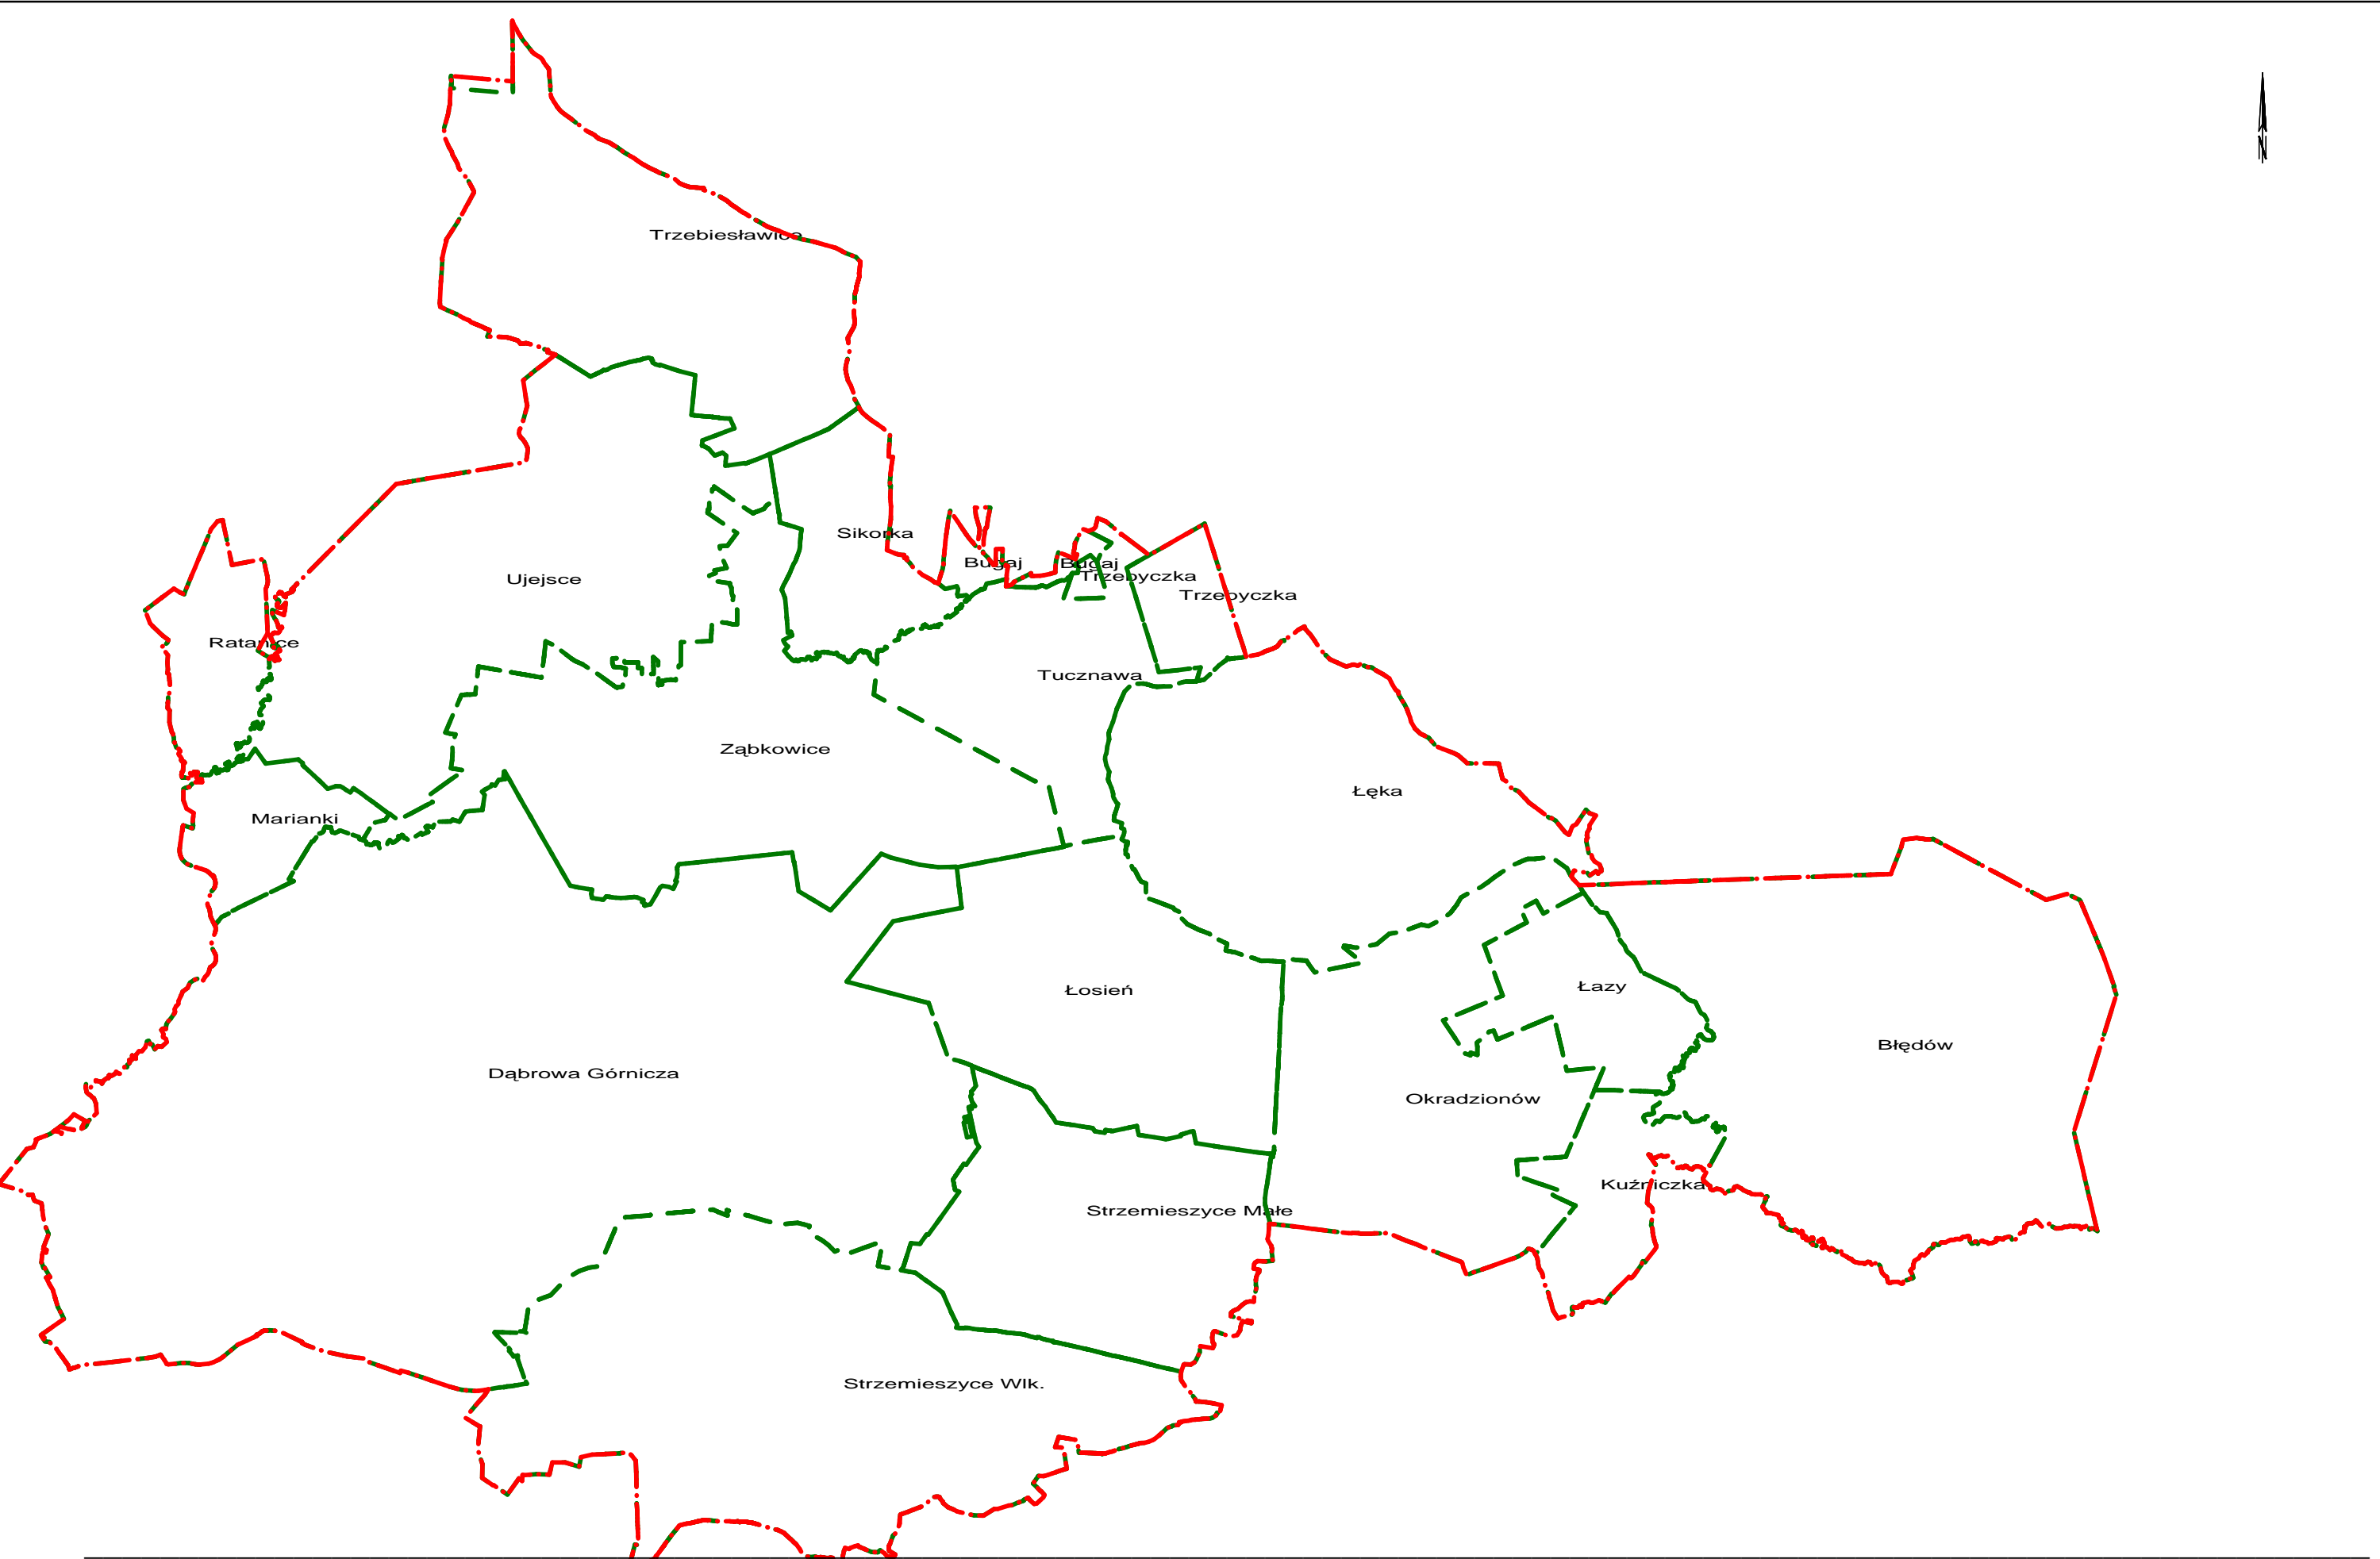 N
Trzebiesławice
Sikorka
Bugaj
Bugaj
Trzebyczka
Ujejsce
Trzebyczka
Ratanice
Tucznawa
Ząbkowice
Łęka
Marianki
Łazy
Łosień
Błędów
Dąbrowa Górnicza
Okradzionów
Kuźniczka
Strzemieszyce Małe
Strzemieszyce Wlk.